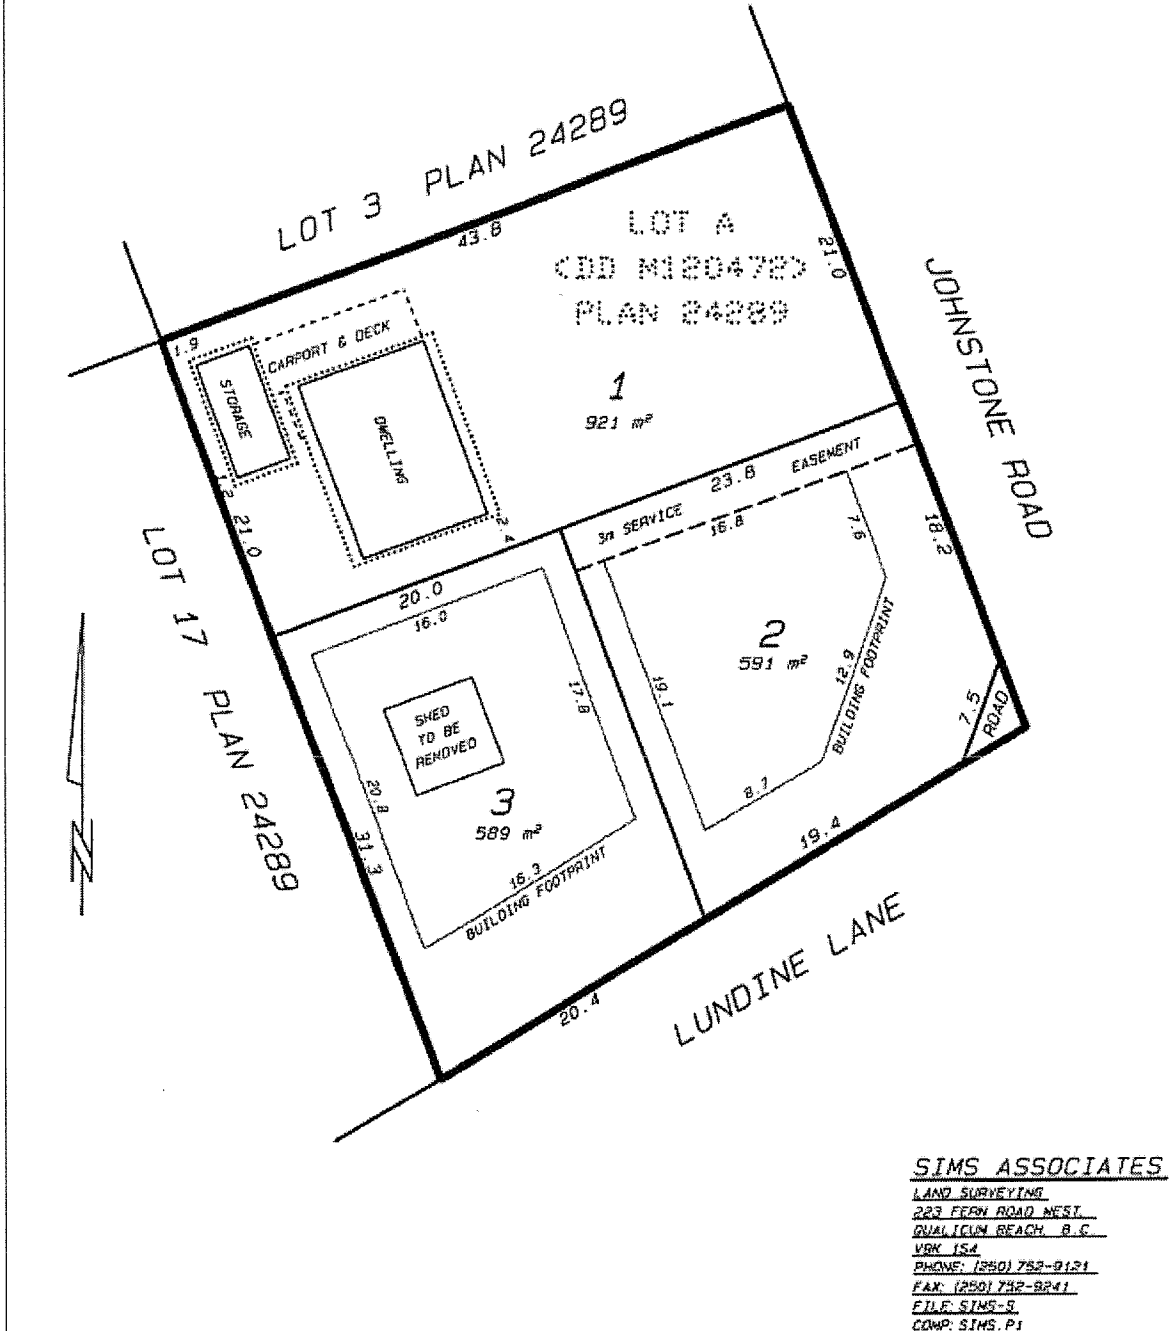 LOT 3 PLAN 24289
43.8
LOT A
(DD M120472)
PLAN 24289
21.0
JOHNSTONE ROAD
1.9
CARPORT & DECK
STORAGE
DWELLING
1
921 m²
1.2
21.0
2.4
LOT 17 PLAN 24289
3m SERVICE
23.8
EASEMENT
16.8
7.6
18.2
20.0
16.0
2
591 m²
12.9
BUILDING FOOTPRINT
19.1
17.8
7.5
ROAD
SHED
TO BE
REMOVED
20.8
3
589 m²
8.7
31.3
16.3
BUILDING FOOTPRINT
19.4
20.4
LUNDINE LANE
N
SIMS ASSOCIATES
LAND SURVEYING
223 FERN ROAD WEST,
QUALICUM BEACH, B.C.
V9K 1S4
PHONE: (250) 752-9121
FAX: (250) 752-9241
FILE: SIMS-S
COMP: SIMS.P1